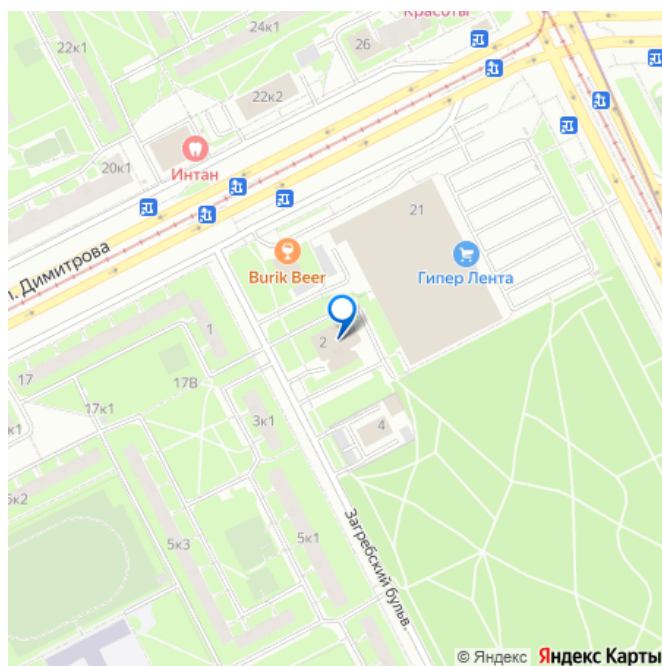 Красоты
24к1
22к1
26
22к2
20к1
Интан
21
л. Димитрова
Burik Beer
Гипер Лента
1
2
17
17В
17к1
3к1
4
к1
5к2
5к3
5к1
Загребский бульв.
© Яндекс Яндекс Карты